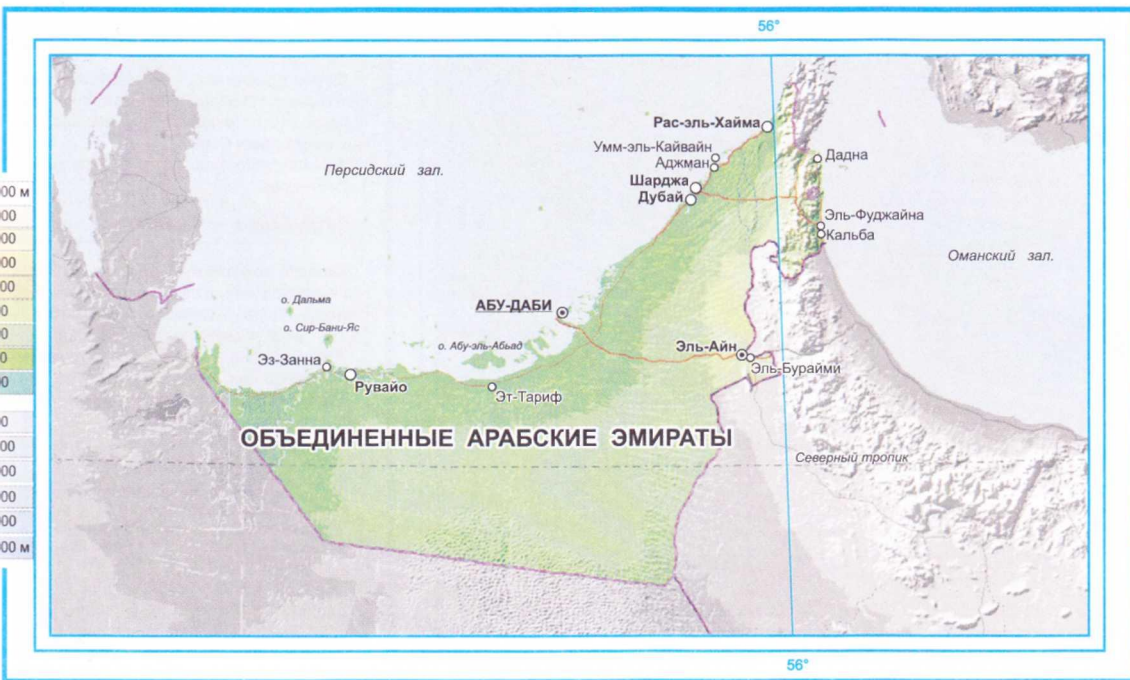 56°
Рас-эль-Хайма
Умм-эль-Кайвайн
Аджман
Дадна
Персидский зал.
Шарджа
Дубай
Эль-Фуджайна
Кальба
Оманский зал.
о. Дальма
АБУ-ДАБИ
о. Сир-Бани-Яс
о. Абу-эль-Абьад
Эль-Айн
Эз-Занна
Эль-Бурайми
Рувайо
Эт-Тариф
ОБЪЕДИНЕННЫЕ АРАБСКИЕ ЭМИРАТЫ
Северный тропик
56°